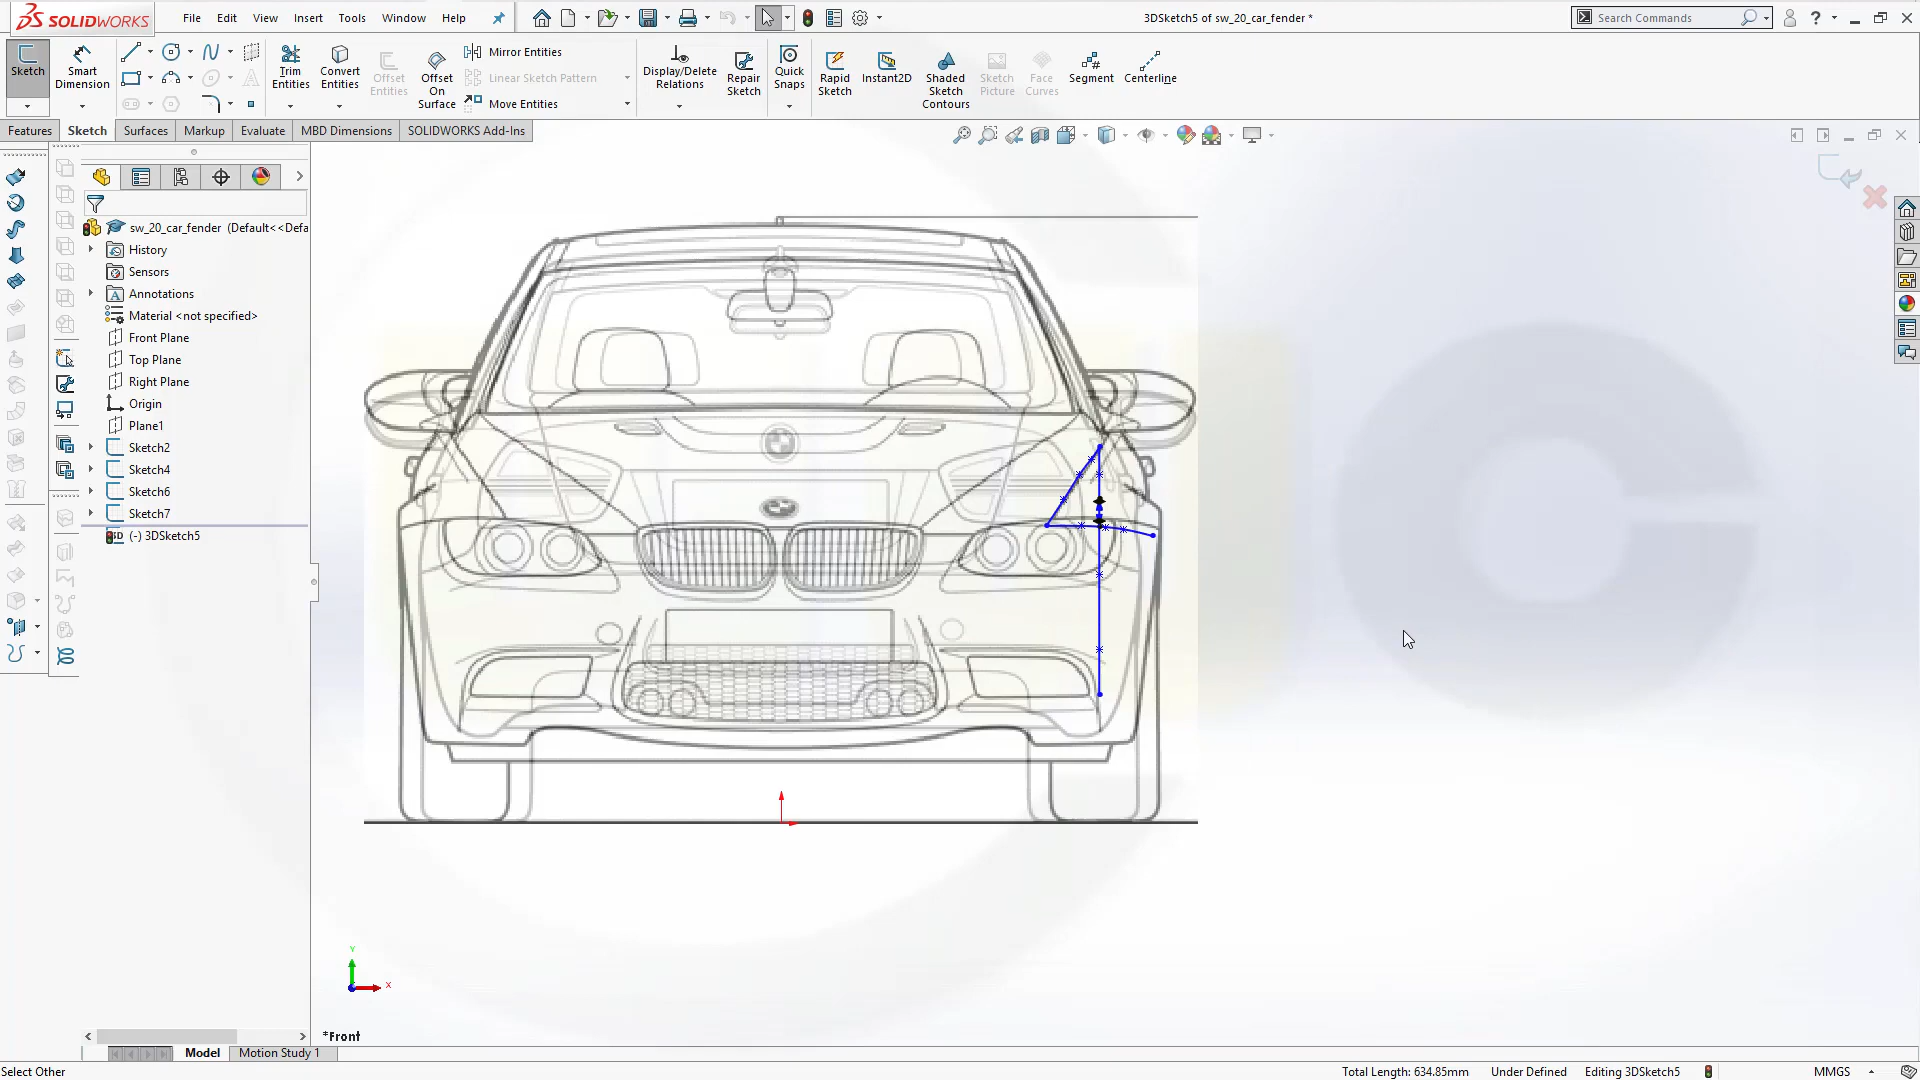 SOLIDWORKS
File Edit View Insert Tools Window Help
3DSketch5 of sw_20_car_fender *
Search Commands
Sketch
Smart Dimension
Trim Entities
Convert Entities
Offset Entities
Offset On Surface
Mirror Entities
Linear Sketch Pattern
Move Entities
Display/Delete Relations
Repair Sketch
Quick Snaps
Rapid Sketch
Instant2D
Shaded Sketch Contours
Sketch Picture
Face Curves
Segment
Centerline
Features Sketch Surfaces Markup Evaluate MBD Dimensions SOLIDWORKS Add-Ins
sw_20_car_fender (Default<<Defa
History
Sensors
Annotations
Material <not specified>
Front Plane
Top Plane
Right Plane
Origin
Plane1
Sketch2
Sketch4
Sketch6
Sketch7
(-) 3DSketch5
Y
X
*Front
Model Motion Study 1
Select Other
Total Length: 634.85mm Under Defined Editing 3DSketch5 MMGS